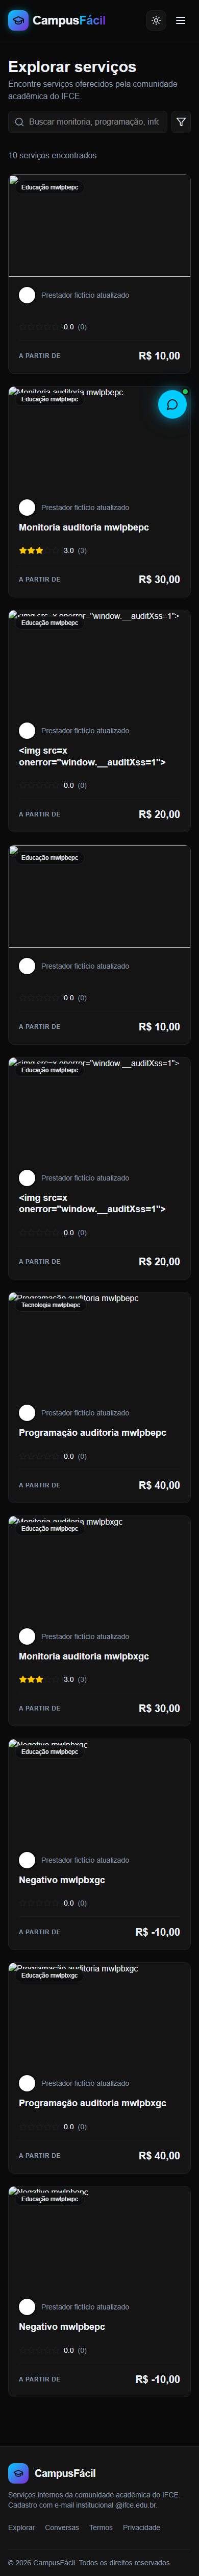 CampusFácil
Explorar serviços
Encontre serviços oferecidos pela comunidade
acadêmica do IFCE.
Buscar monitoria, programação, info
10 serviços encontrados
Educação mwlpbepc
Prestador fictício atualizado
0.0 (0)
A PARTIR DE R$ 10,00
Monitoria auditoria mwlpbepc
Educação mwlpbepc
Prestador fictício atualizado
Monitoria auditoria mwlpbepc
3.0 (3)
A PARTIR DE R$ 30,00
<img src=x onerror="window.__auditXss=1">
Educação mwlpbepc
Prestador fictício atualizado
<img src=x
onerror="window.__auditXss=1">
0.0 (0)
A PARTIR DE R$ 20,00
Educação mwlpbepc
Prestador fictício atualizado
0.0 (0)
A PARTIR DE R$ 10,00
<img src=x onerror="window.__auditXss=1">
Educação mwlpbepc
Prestador fictício atualizado
<img src=x
onerror="window.__auditXss=1">
0.0 (0)
A PARTIR DE R$ 20,00
Programação auditoria mwlpbepc
Tecnologia mwlpbepc
Prestador fictício atualizado
Programação auditoria mwlpbepc
0.0 (0)
A PARTIR DE R$ 40,00
Monitoria auditoria mwlpbxgc
Educação mwlpbepc
Prestador fictício atualizado
Monitoria auditoria mwlpbxgc
3.0 (3)
A PARTIR DE R$ 30,00
Negativo mwlpbxgc
Educação mwlpbepc
Prestador fictício atualizado
Negativo mwlpbxgc
0.0 (0)
A PARTIR DE R$ -10,00
Programação auditoria mwlpbxgc
Educação mwlpbxgc
Prestador fictício atualizado
Programação auditoria mwlpbxgc
0.0 (0)
A PARTIR DE R$ 40,00
Negativo mwlpbepc
Educação mwlpbepc
Prestador fictício atualizado
Negativo mwlpbepc
0.0 (0)
A PARTIR DE R$ -10,00
CampusFácil
Serviços internos da comunidade acadêmica do IFCE.
Cadastro com e-mail institucional @ifce.edu.br.
Explorar Conversas Termos Privacidade
© 2026 CampusFácil. Todos os direitos reservados.